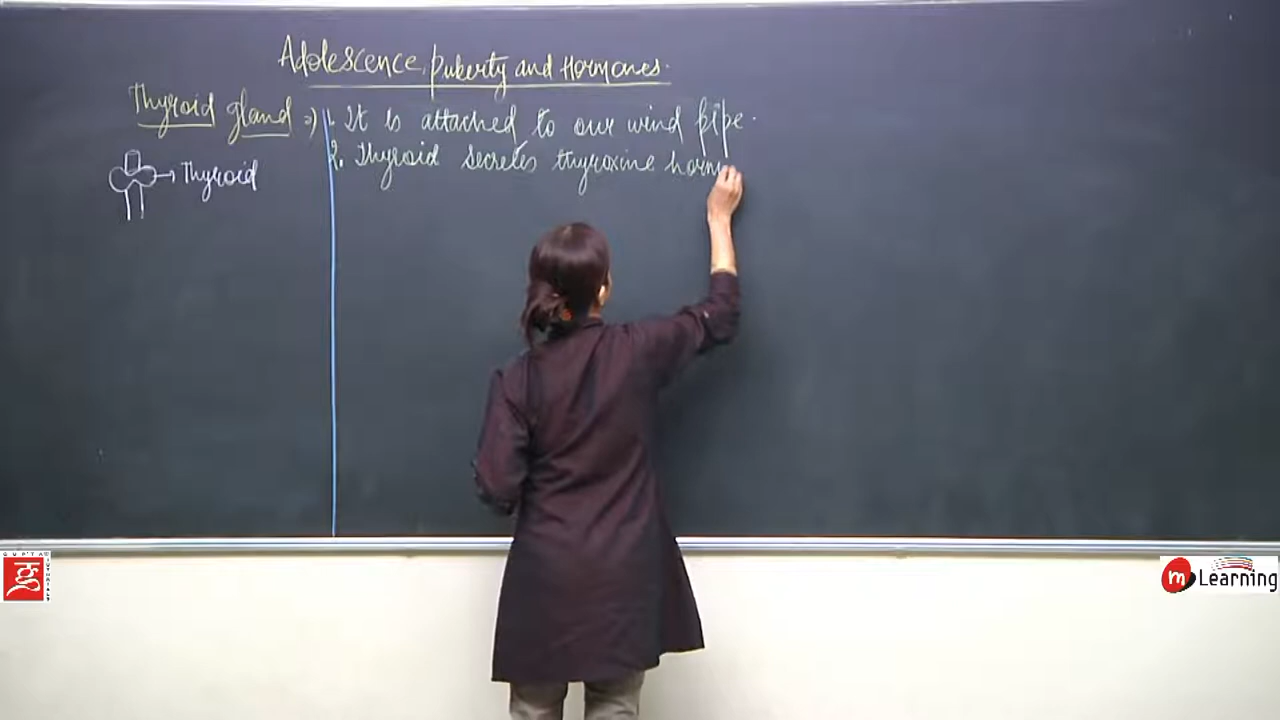 Adolescence, puberty and Hormones.
Thyroid gland ⇒) 1. It is attached to our wind pipe.
2. Thyroid secretes thyroxine horm
→ Thyroid
GUPTA
m Learning